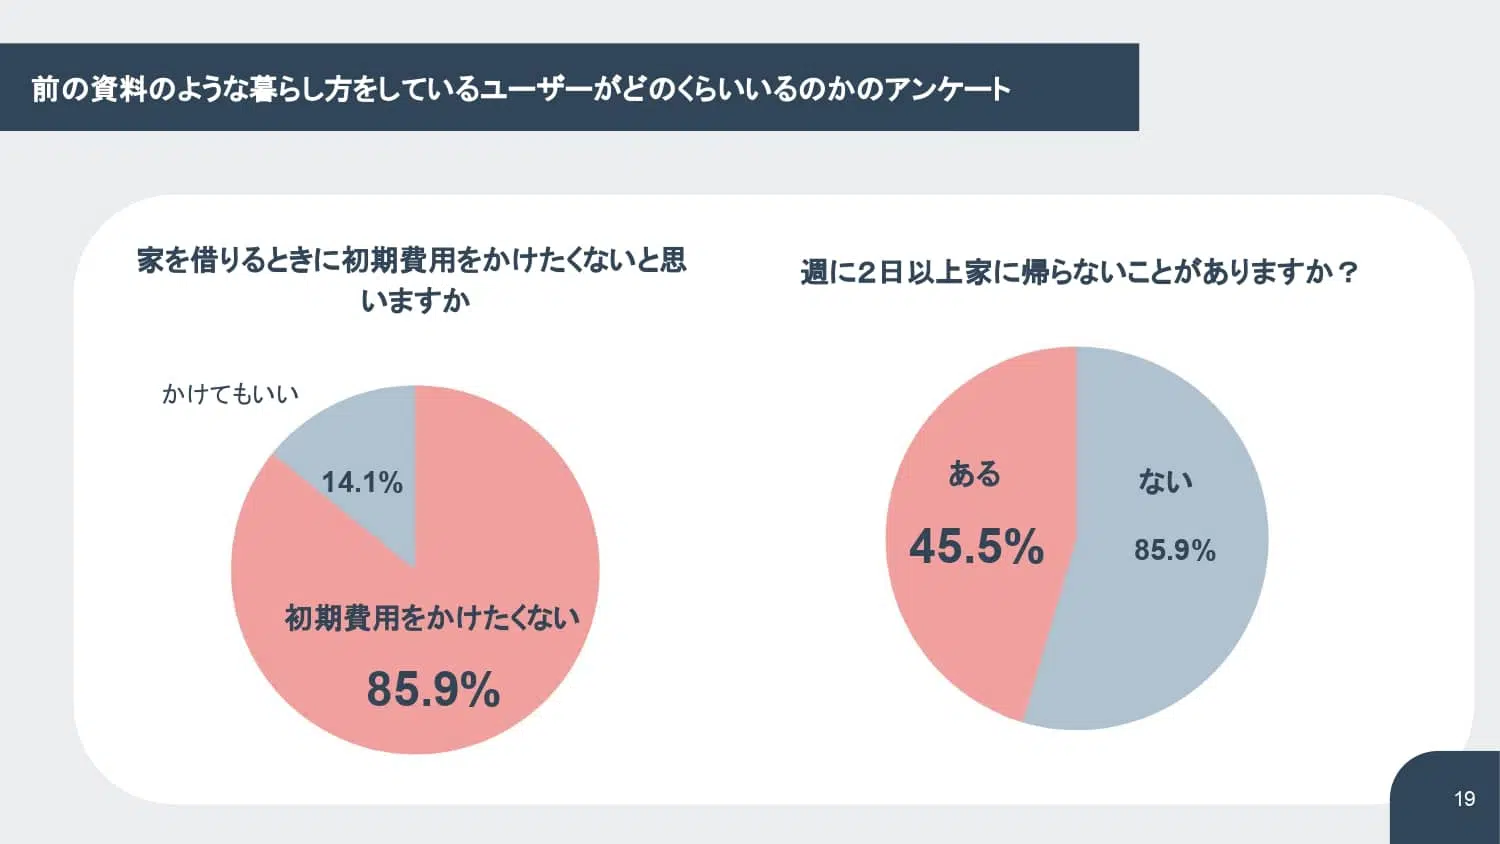 前の資料のような暮らし方をしているユーザーがどのくらいいるのかのアンケート
家を借りるときに初期費用をかけたくないと思
いますか
かけてもいい
14.1%
初期費用をかけたくない
85.9%
週に２日以上家に帰らないことがありますか？
ある
45.5%
ない
85.9%
19